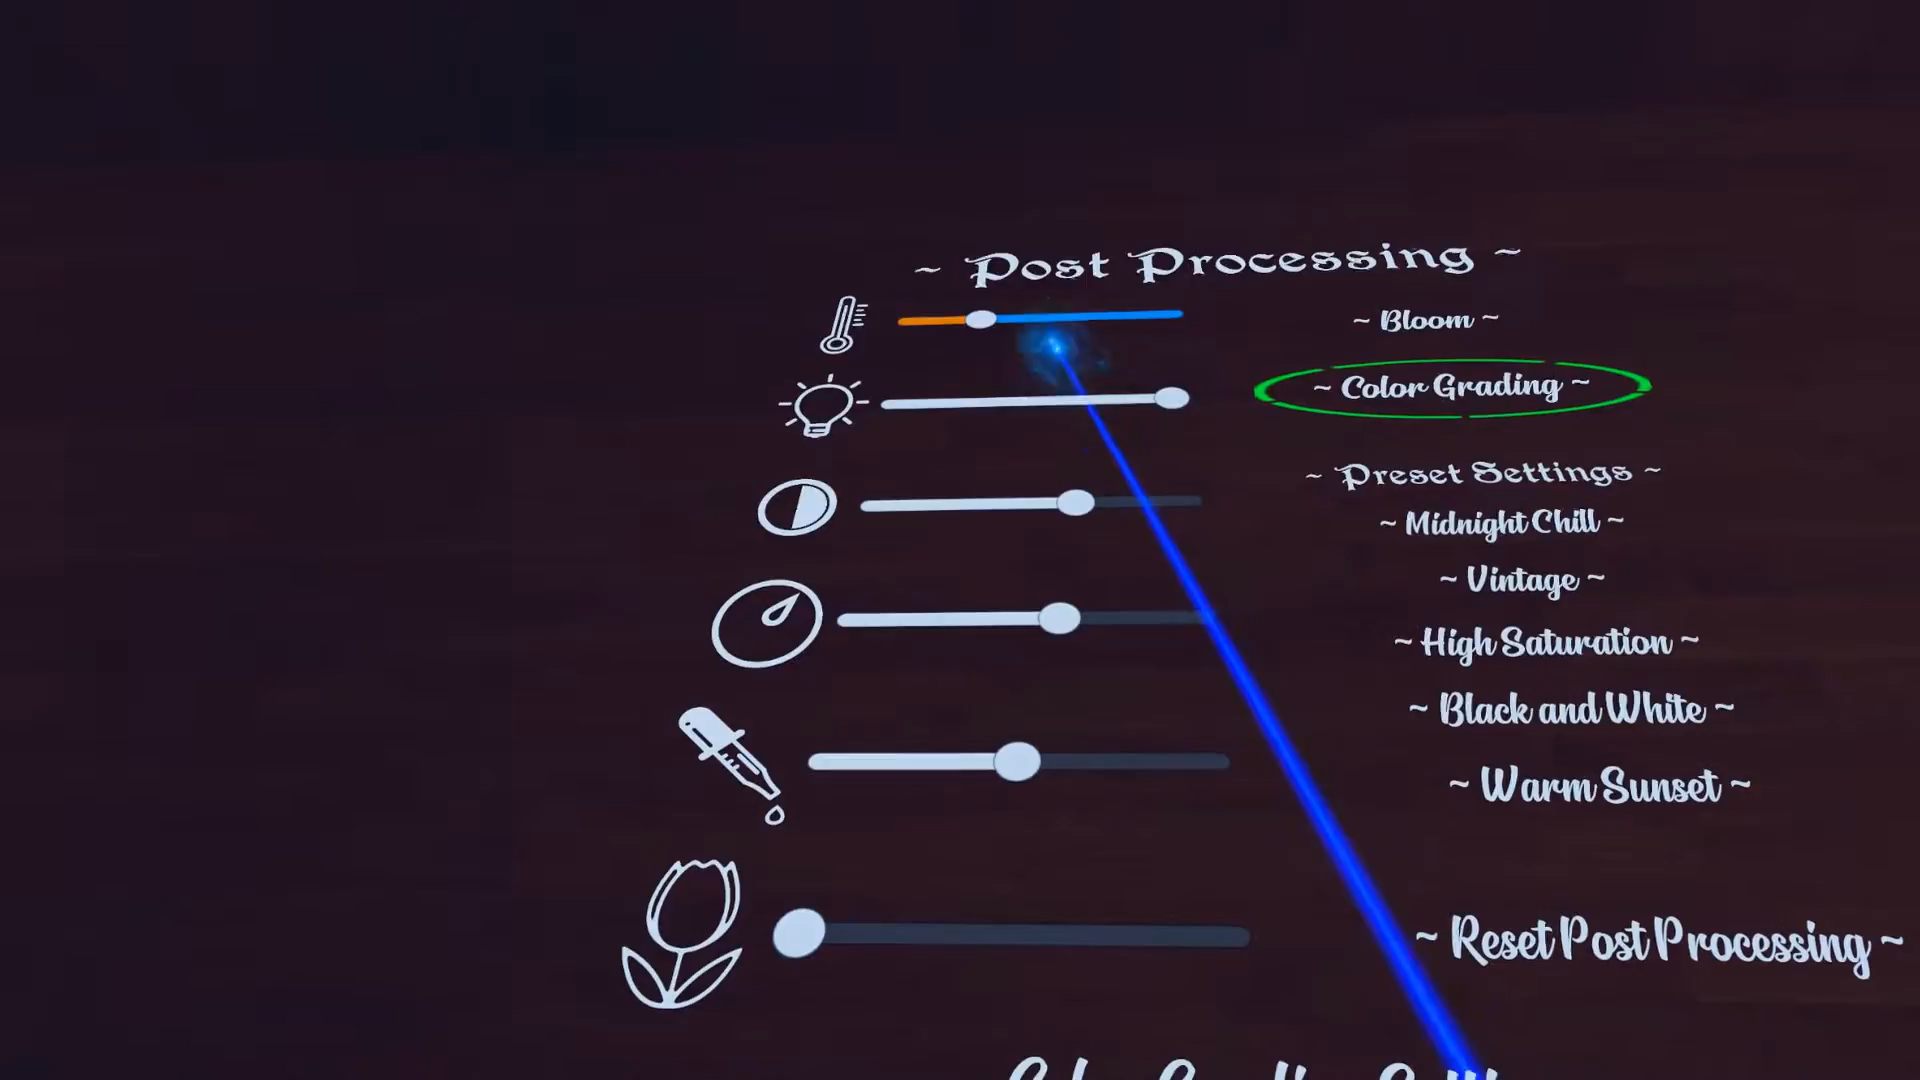 ~ Post Processing ~
~ Bloom ~
~ Color Grading ~
~ Preset Settings ~
~ Midnight Chill ~
~ Vintage ~
~ High Saturation ~
~ Black and White ~
~ Warm Sunset ~
~ Reset Post Processing ~